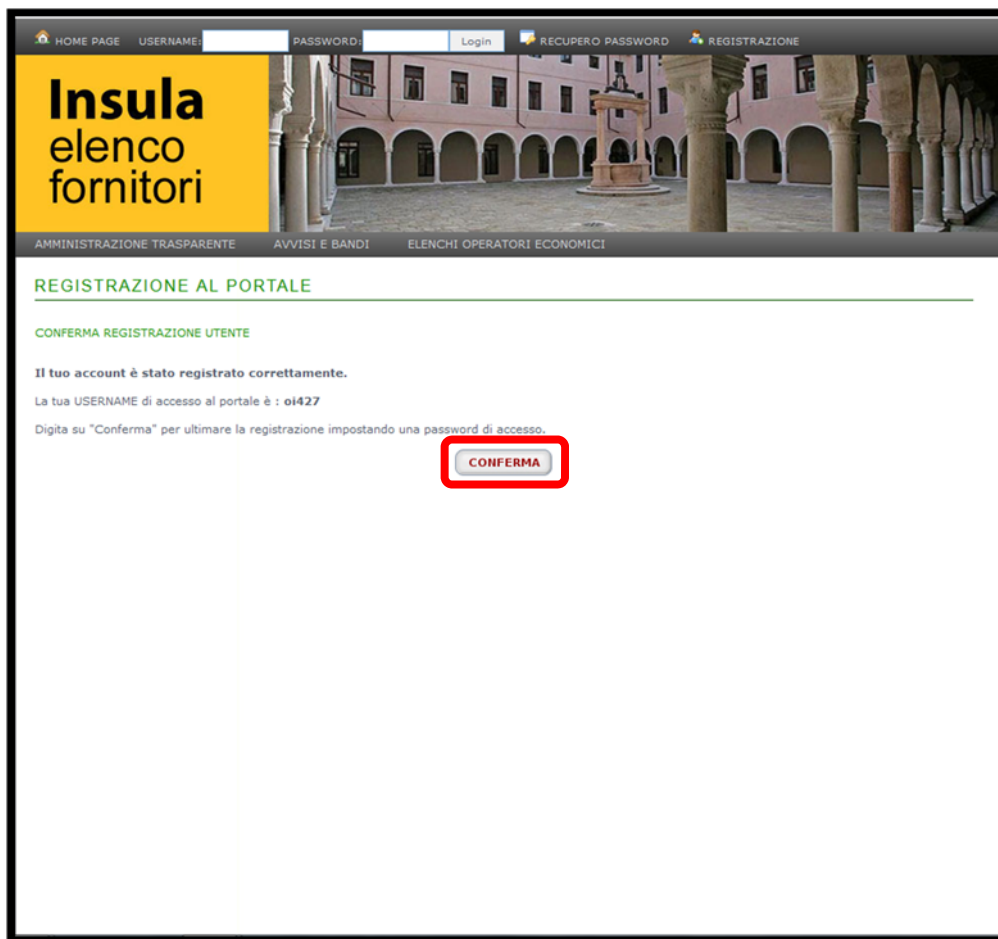 HOME PAGE USERNAME: PASSWORD: Login RECUPERO PASSWORD REGISTRAZIONE
Insula
elenco
fornitori
AMMINISTRAZIONE TRASPARENTE AVVISI E BANDI ELENCHI OPERATORI ECONOMICI
REGISTRAZIONE AL PORTALE
CONFERMA REGISTRAZIONE UTENTE
Il tuo account è stato registrato correttamente.
La tua USERNAME di accesso al portale è : oi427
Digita su "Conferma" per ultimare la registrazione impostando una password di accesso.
CONFERMA